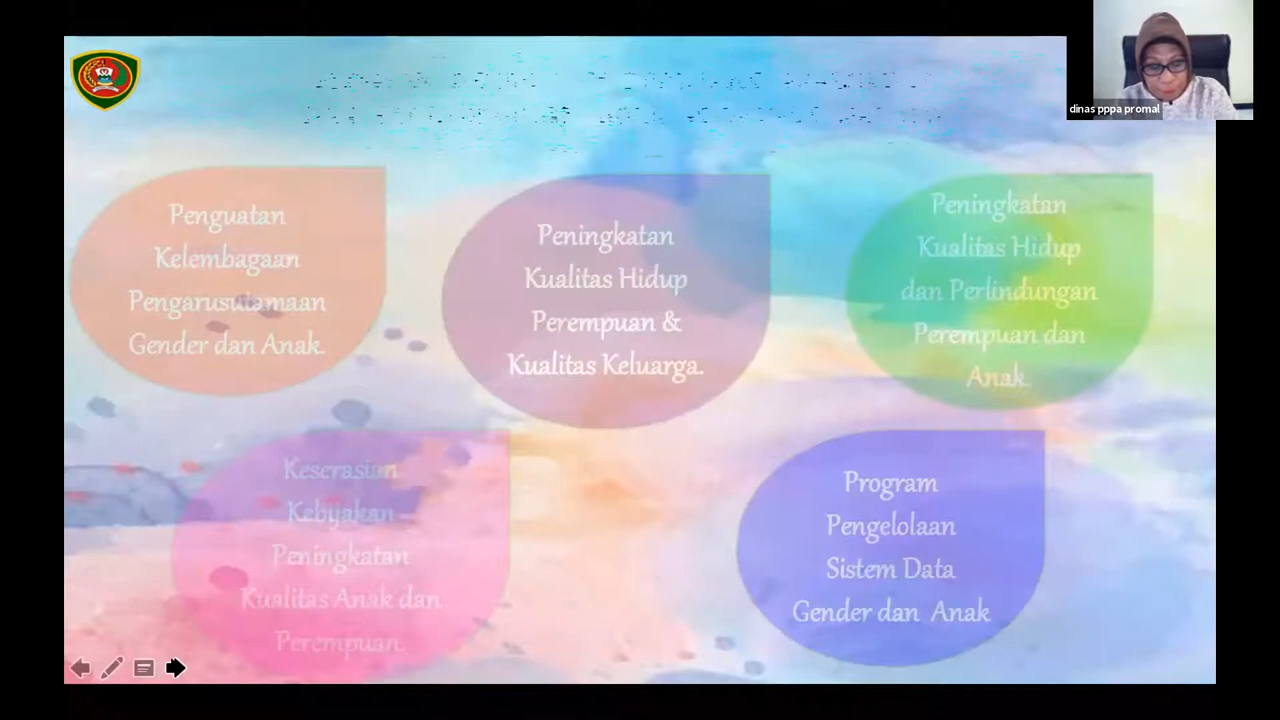 dinas pppa promal
Penguatan
Kelembagaan
Pengarusutamaan
Gender dan Anak.
Peningkatan
Kualitas Hidup
Perempuan &
Kualitas Keluarga.
Peningkatan
Kualitas Hidup
dan Perlindungan
Perempuan dan
Anak.
Keserasian
Kebijakan
Peningkatan
Kualitas Anak dan
Perempuan.
Program
Pengelolaan
Sistem Data
Gender dan Anak